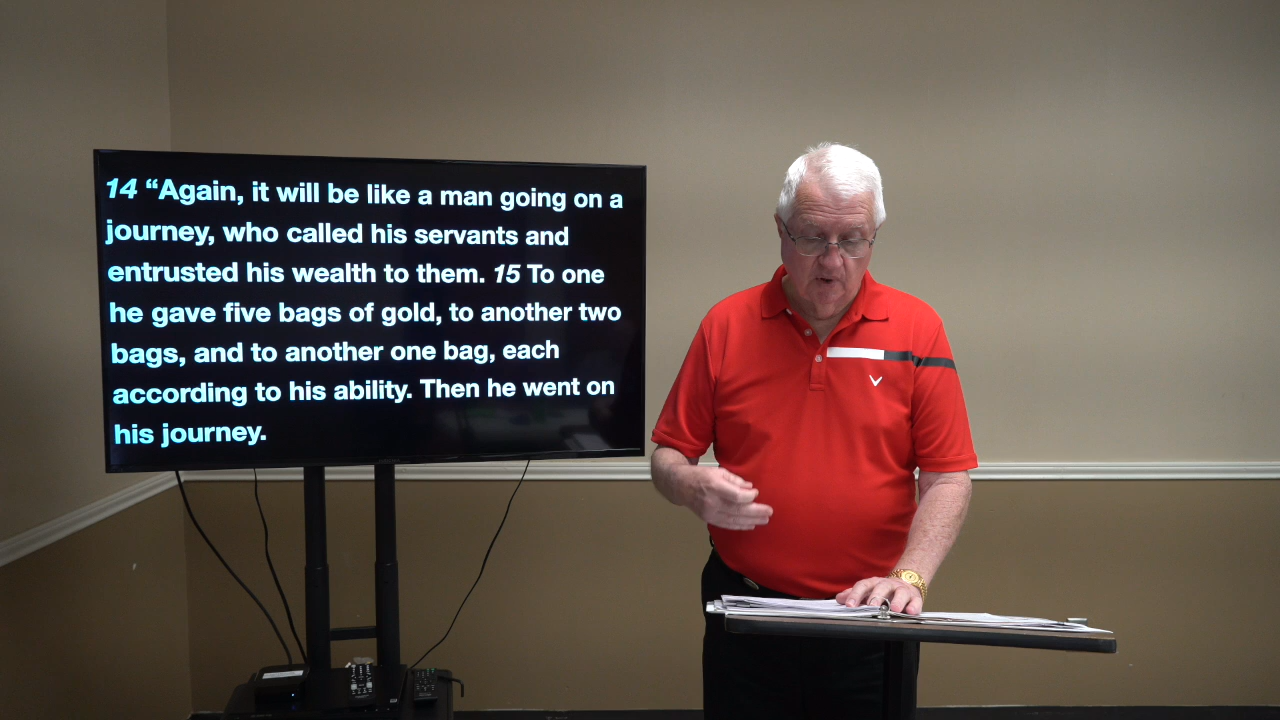 14 “Again, it will be like a man going on a
journey, who called his servants and
entrusted his wealth to them. 15 To one
he gave five bags of gold, to another two
bags, and to another one bag, each
according to his ability. Then he went on
his journey.